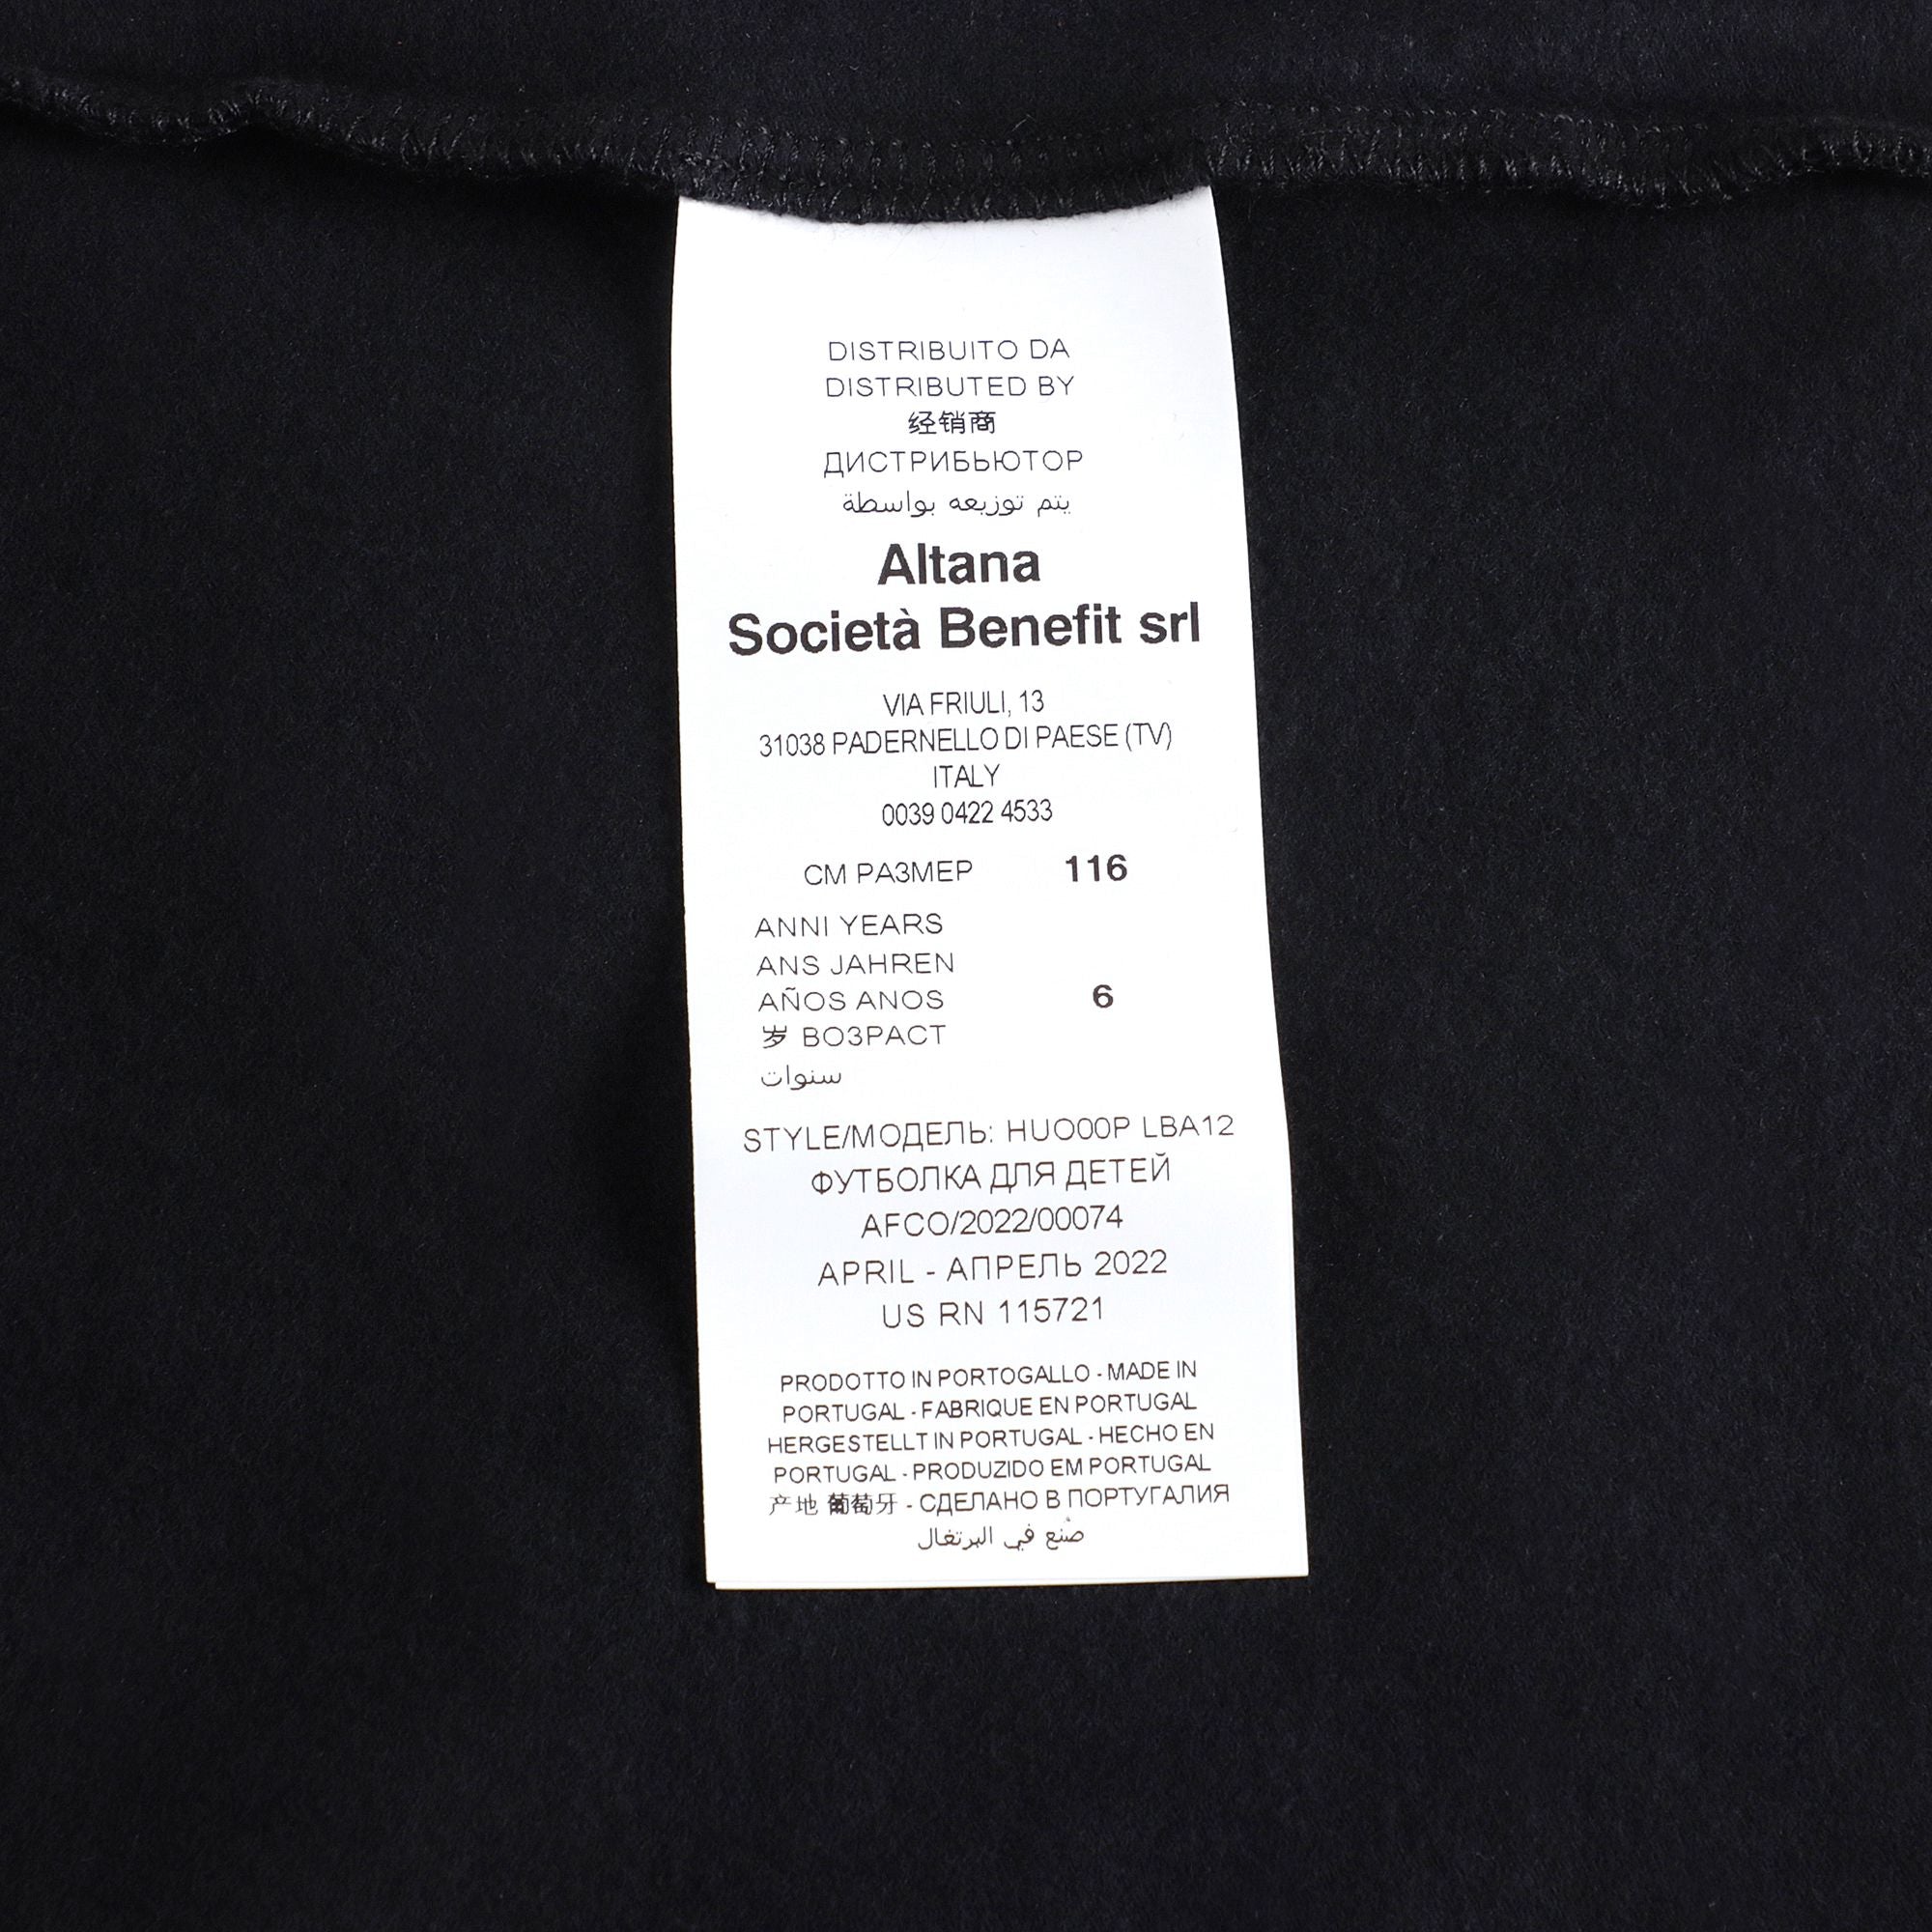 DISTRIBUITO DA
DISTRIBUTED BY
经销商
ДИСТРИБЬЮТОР
يتم توزيعه بواسطة
Altana
Società Benefit srl
VIA FRIULI, 13
31038 PADERNELLO DI PAESE (TV)
ITALY
0039 0422 4533
СМ РАЗМЕР 116
ANNI YEARS
ANS JAHREN
AÑOS ANOS 6
岁 ВОЗРАСТ
سنوات
STYLE/МОДЕЛЬ: HUO00P LBA12
ФУТБОЛКА ДЛЯ ДЕТЕЙ
AFCO/2022/00074
APRIL - АПРЕЛЬ 2022
US RN 115721
PRODOTTO IN PORTOGALLO - MADE IN
PORTUGAL - FABRIQUE EN PORTUGAL
HERGESTELLT IN PORTUGAL - HECHO EN
PORTUGAL - PRODUZIDO EM PORTUGAL
产地 葡萄牙 - СДЕЛАНО В ПОРТУГАЛИЯ
صنع في البرتغال